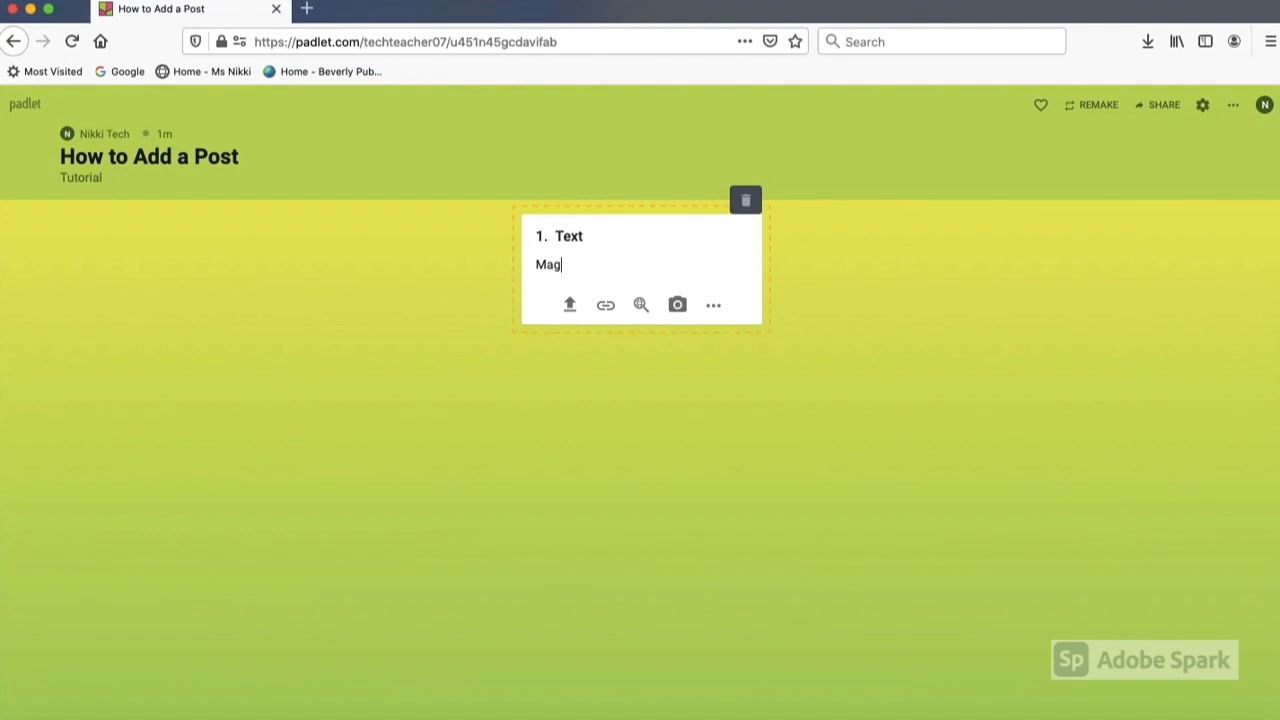 How to Add a Post
https://padlet.com/techteacher07/u451n45gcdavifab
Search
Most Visited
Google
Home - Ms Nikki
Home - Beverly Pub...
padlet
REMAKE
SHARE
N
N
Nikki Tech
1m
How to Add a Post
Tutorial
1. Text
Mag
Sp Adobe Spark